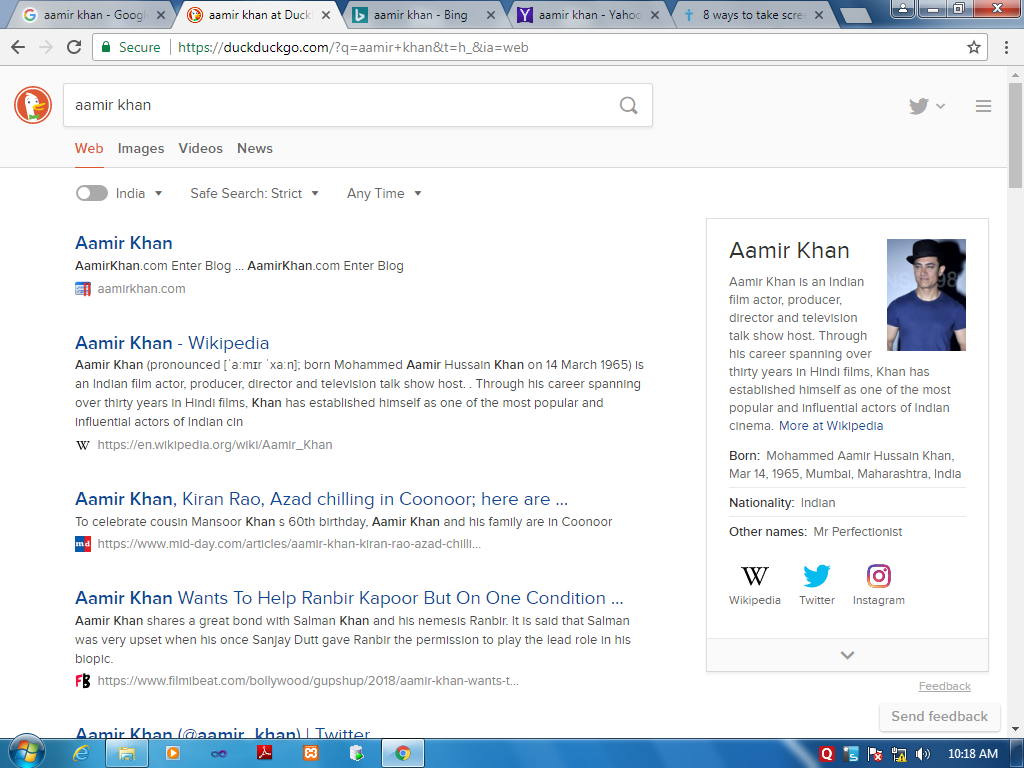 aamir khan - Googl
aamir khan at Duck
aamir khan - Bing
aamir khan - Yahoo
8 ways to take scree
Secure
https://duckduckgo.com/?q=aamir+khan&t=h_&ia=web
aamir khan
Web Images Videos News
India Safe Search: Strict Any Time
Aamir Khan
AamirKhan.com Enter Blog ... AamirKhan.com Enter Blog
aamirkhan.com
Aamir Khan - Wikipedia
Aamir Khan (pronounced [ˈaːmɪr ˈxaːn]; born Mohammed Aamir Hussain Khan on 14 March 1965) is
an Indian film actor, producer, director and television talk show host. . Through his career spanning
over thirty years in Hindi films, Khan has established himself as one of the most popular and
influential actors of Indian cin
W https://en.wikipedia.org/wiki/Aamir_Khan
Aamir Khan, Kiran Rao, Azad chilling in Coonoor; here are ...
To celebrate cousin Mansoor Khan s 60th birthday, Aamir Khan and his family are in Coonoor
md https://www.mid-day.com/articles/aamir-khan-kiran-rao-azad-chilli...
Aamir Khan Wants To Help Ranbir Kapoor But On One Condition ...
Aamir Khan shares a great bond with Salman Khan and his nemesis Ranbir. It is said that Salman
was very upset when his once Sanjay Dutt gave Ranbir the permission to play the lead role in his
biopic.
FB https://www.filmibeat.com/bollywood/gupshup/2018/aamir-khan-wants-t...
Aamir Khan (@aamir_khan) | Twitter
Aamir Khan
Aamir Khan is an Indian
film actor, producer,
director and television
talk show host. Through
his career spanning over
thirty years in Hindi films, Khan has
established himself as one of the most
popular and influential actors of Indian
cinema. More at Wikipedia
Born: Mohammed Aamir Hussain Khan,
Mar 14, 1965, Mumbai, Maharashtra, India
Nationality: Indian
Other names: Mr Perfectionist
W
Wikipedia Twitter Instagram
Feedback
Send feedback
10:18 AM